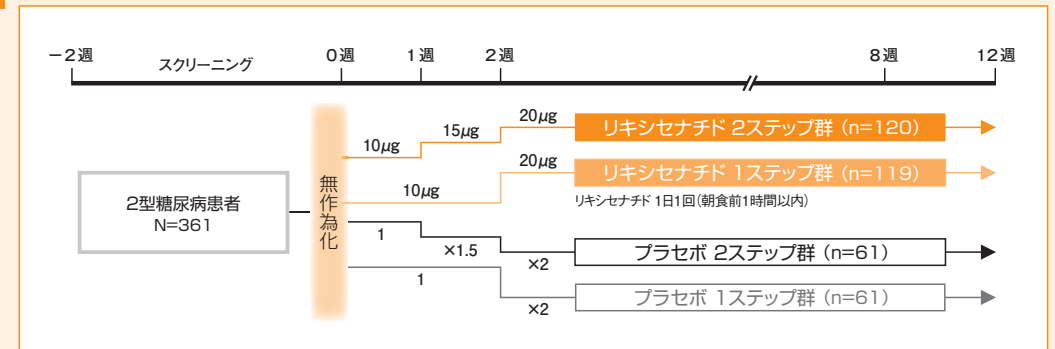 −2週
スクリーニング
0週
1週
2週
8週
12週
10μg
15μg
20μg
リキシセナチド 2ステップ群（n=120）
10μg
20μg
リキシセナチド 1ステップ群（n=119）
リキシセナチド 1日1回（朝食前1時間以内）
2型糖尿病患者
N=361
無作為化
1
×1.5
×2
プラセボ 2ステップ群（n=61）
1
×2
プラセボ 1ステップ群（n=61）